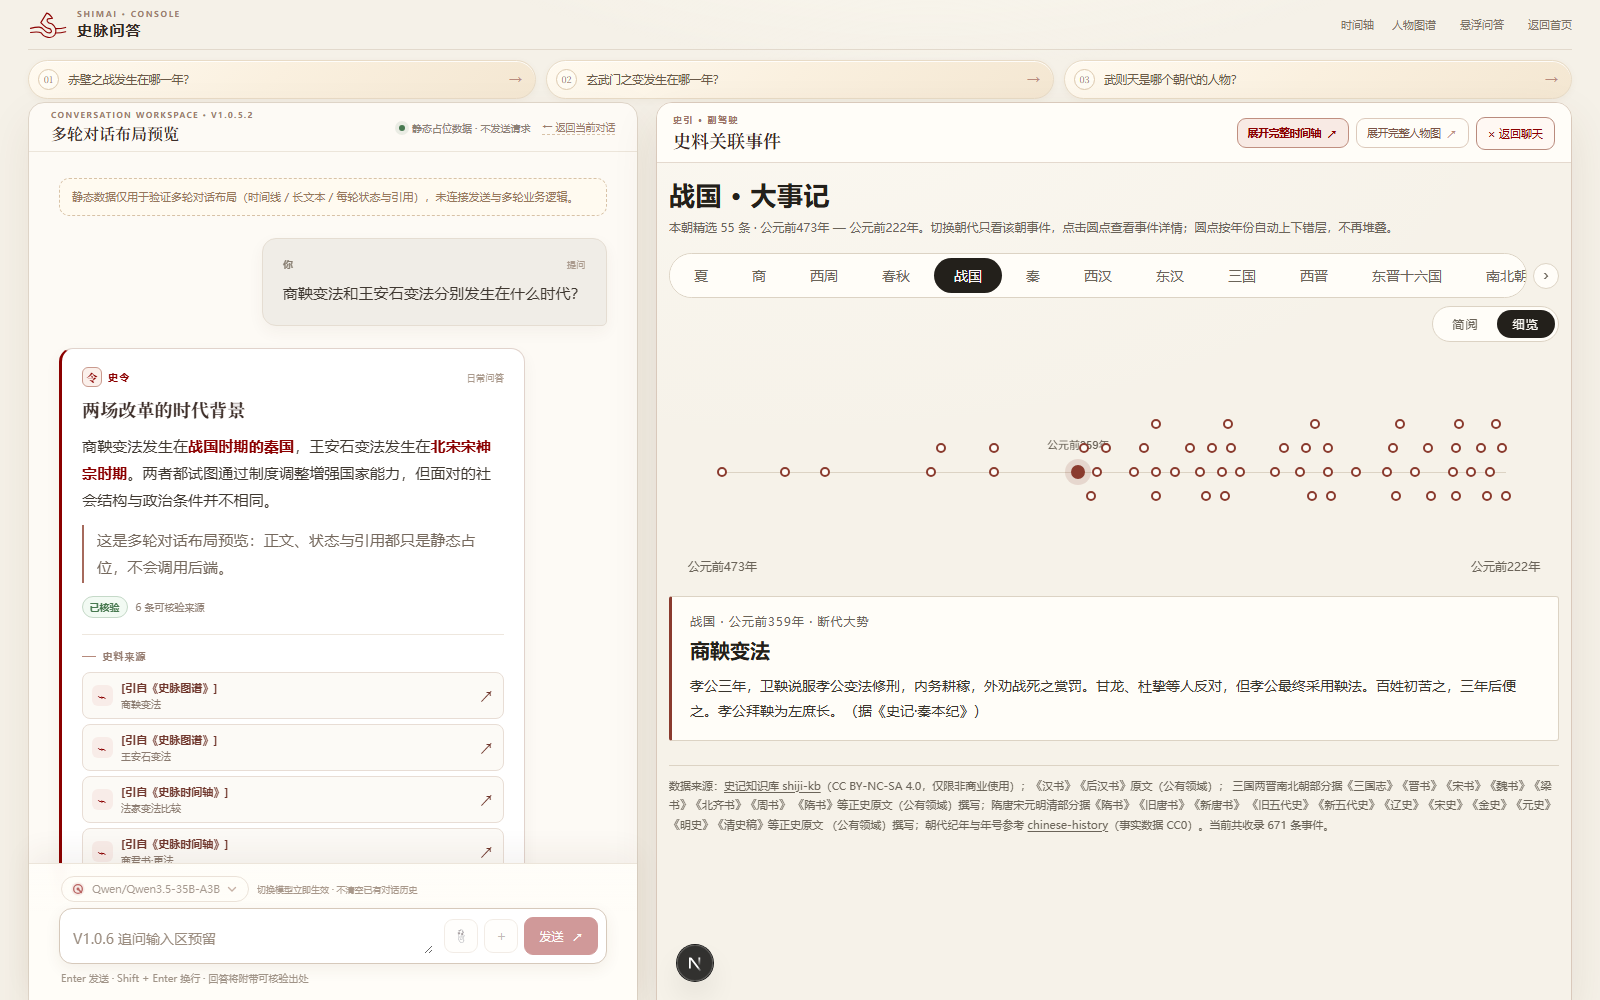 SHIMAI • CONSOLE
史脉问答
时间轴 人物图谱 悬浮问答 返回首页
01 赤壁之战发生在哪一年? →
02 玄武门之变发生在哪一年? →
03 武则天是哪个朝代的人物? →
CONVERSATION WORKSPACE • V1.0.5.2
多轮对话布局预览
静态占位数据 · 不发送请求 ← 返回当前对话
静态数据仅用于验证多轮对话布局（时间线 / 长文本 / 每轮状态与引用），未连接发送与多轮业务逻辑。
你 提问
商鞅变法和王安石变法分别发生在什么时代？
令 史令 日常问答
两场改革的时代背景
商鞅变法发生在战国时期的秦国，王安石变法发生在北宋宋神
宗时期。两者都试图通过制度调整增强国家能力，但面对的社
会结构与政治条件并不相同。
这是多轮对话布局预览：正文、状态与引用都只是静态占
位，不会调用后端。
已核验 6 条可核验来源
史料来源
[引自《史脉图谱》] ↗
商鞅变法
[引自《史脉图谱》] ↗
王安石变法
[引自《史脉时间轴》] ↗
法家变法比较
[引自《史脉时间轴》] ↗
商君书·更法
Qwen/Qwen3.5-35B-A3B 切换模型立即生效 · 不清空已有对话历史
V1.0.6 追问输入区预留
+
发送 ↗
Enter 发送 · Shift + Enter 换行 · 回答将附带可核验出处
史引 • 副驾驶
史料关联事件
展开完整时间轴 ↗ 展开完整人物图 ↗ × 返回聊天
战国 • 大事记
本朝精选 55 条 · 公元前473年 — 公元前222年。切换朝代只看该朝事件，点击圆点查看事件详情；圆点按年份自动上下错层，不再堆叠。
夏 商 西周 春秋 战国 秦 西汉 东汉 三国 西晋 东晋十六国 南北朝 ›
简阅 细览
公元前359年
公元前473年 公元前222年
战国 · 公元前359年 · 断代大势
商鞅变法
孝公三年，卫鞅说服孝公变法修刑，内务耕稼，外劝战死之赏罚。甘龙、杜挚等人反对，但孝公最终采用鞅法。百姓初苦之，三年后便
之。孝公拜鞅为左庶长。（据《史记·秦本纪》）
数据来源：史记知识库 shiji-kb（CC BY-NC-SA 4.0，仅限非商业使用）；《汉书》《后汉书》原文（公有领域）； 三国两晋南北朝部分据《三国志》《晋书》《宋书》《魏书》《梁
书》《北齐书》《周书》《隋书》等正史原文（公有领域）撰写；隋唐宋元明清部分据《隋书》《旧唐书》《新唐书》《旧五代史》《新五代史》《辽史》《宋史》《金史》《元史》
《明史》《清史稿》等正史原文 （公有领域）撰写；朝代纪年与年号参考 chinese-history（事实数据 CC0）。当前共收录 671 条事件。
N